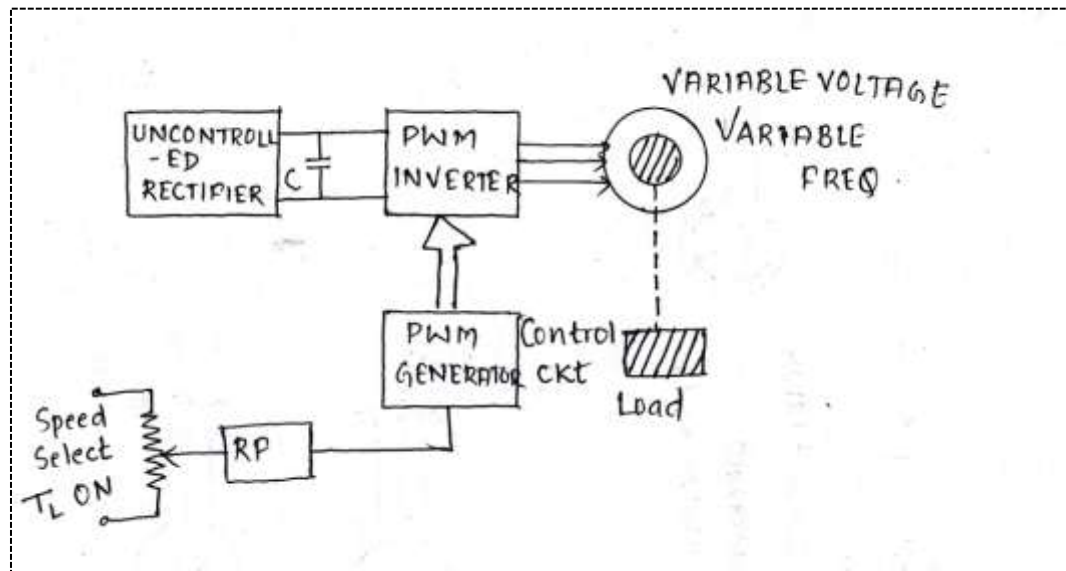 UNCONTROLL
-ED
RECTIFIER
C
PWM
INVERTER
VARIABLE VOLTAGE
VARIABLE
FREQ.
PWM
GENERATOR
Control
CKt
Load
Speed
Select
TL ON
RP